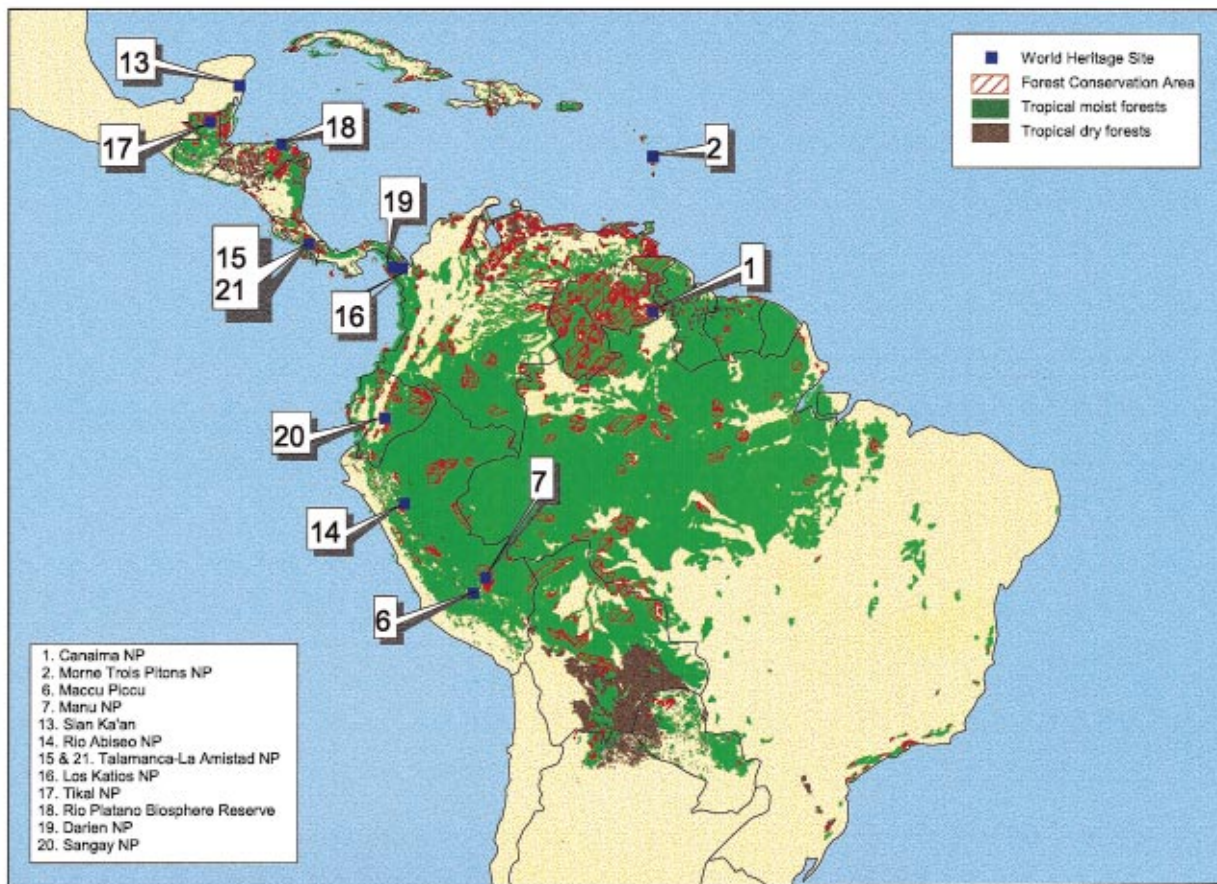 13
17
18
2
19
15
21
16
1
20
7
14
6
World Heritage Site
Forest Conservation Area
Tropical moist forests
Tropical dry forests
1. Canaima NP
2. Morne Trois Pitons NP
6. Maccu Piccu
7. Manu NP
13. Sian Ka'an
14. Rio Abiseo NP
15 & 21. Talamanca-La Amistad NP
16. Los Katios NP
17. Tikal NP
18. Rio Platano Biosphere Reserve
19. Darien NP
20. Sangay NP